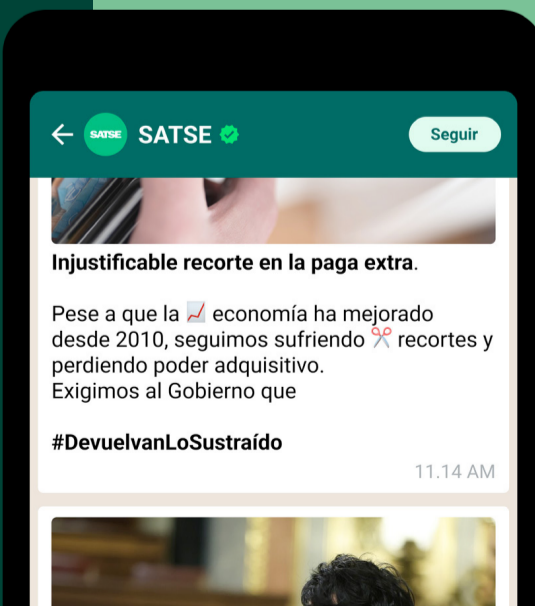 SATSE SATSE Seguir
Injustificable recorte en la paga extra.
Pese a que la 📈 economía ha mejorado
desde 2010, seguimos sufriendo ✂️ recortes y
perdiendo poder adquisitivo.
Exigimos al Gobierno que
#DevuelvanLoSustraído
11.14 AM